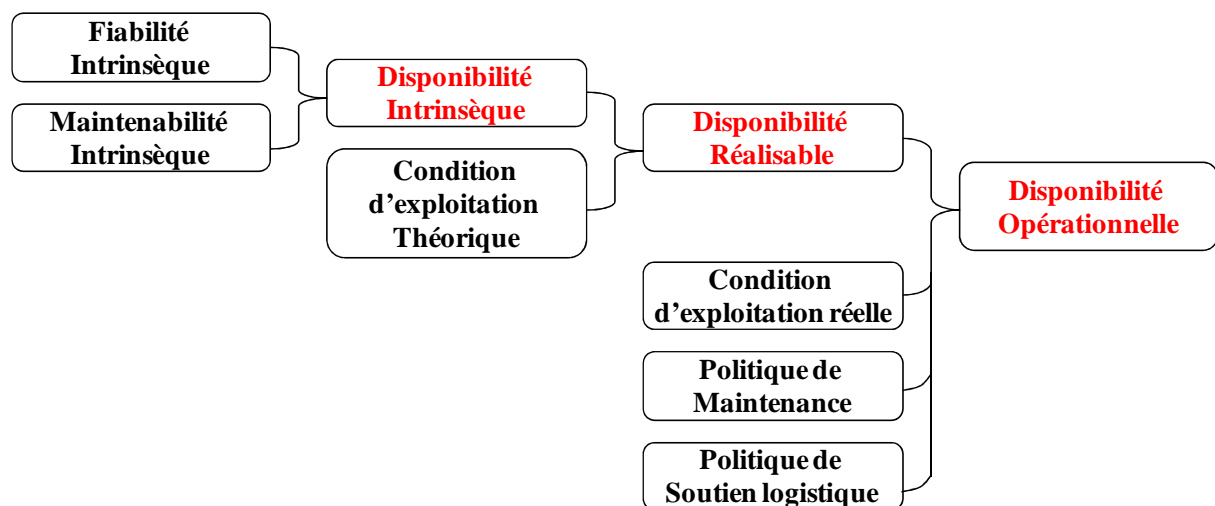 Fiabilité
Intrinsèque
Maintenabilité
Intrinsèque
Disponibilité
Intrinsèque
Condition
d’exploitation
Théorique
Disponibilité
Réalisable
Condition
d’exploitation réelle
Politique de
Maintenance
Politique de
Soutien logistique
Disponibilité
Opérationnelle